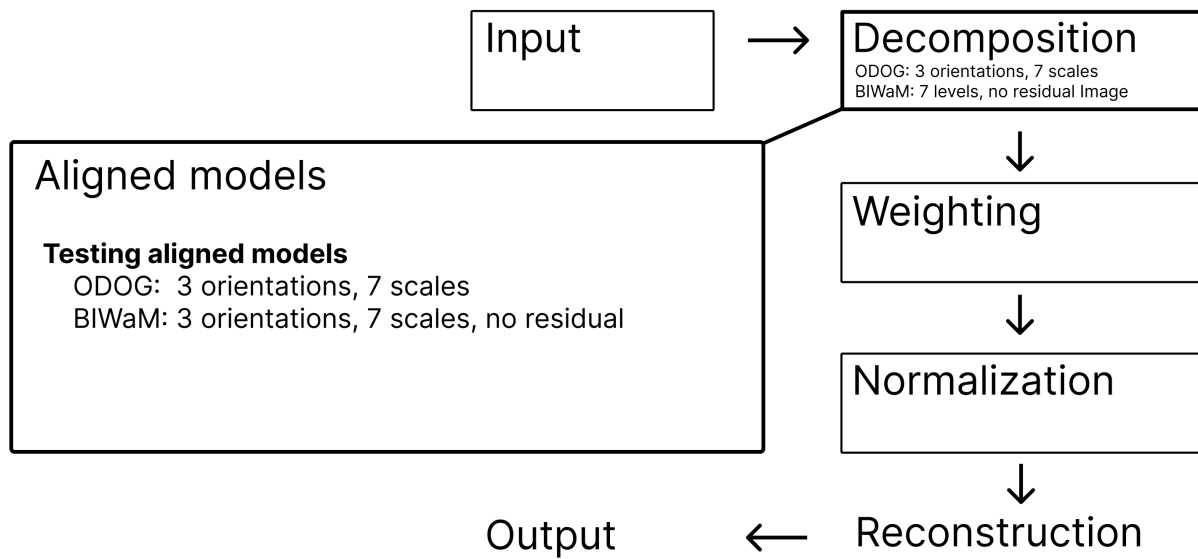 Input
Decomposition
ODOG: 3 orientations, 7 scales
BIWaM: 7 levels, no residual Image
Aligned models
Testing aligned models
ODOG: 3 orientations, 7 scales
BIWaM: 3 orientations, 7 scales, no residual
Weighting
Normalization
Reconstruction
Output